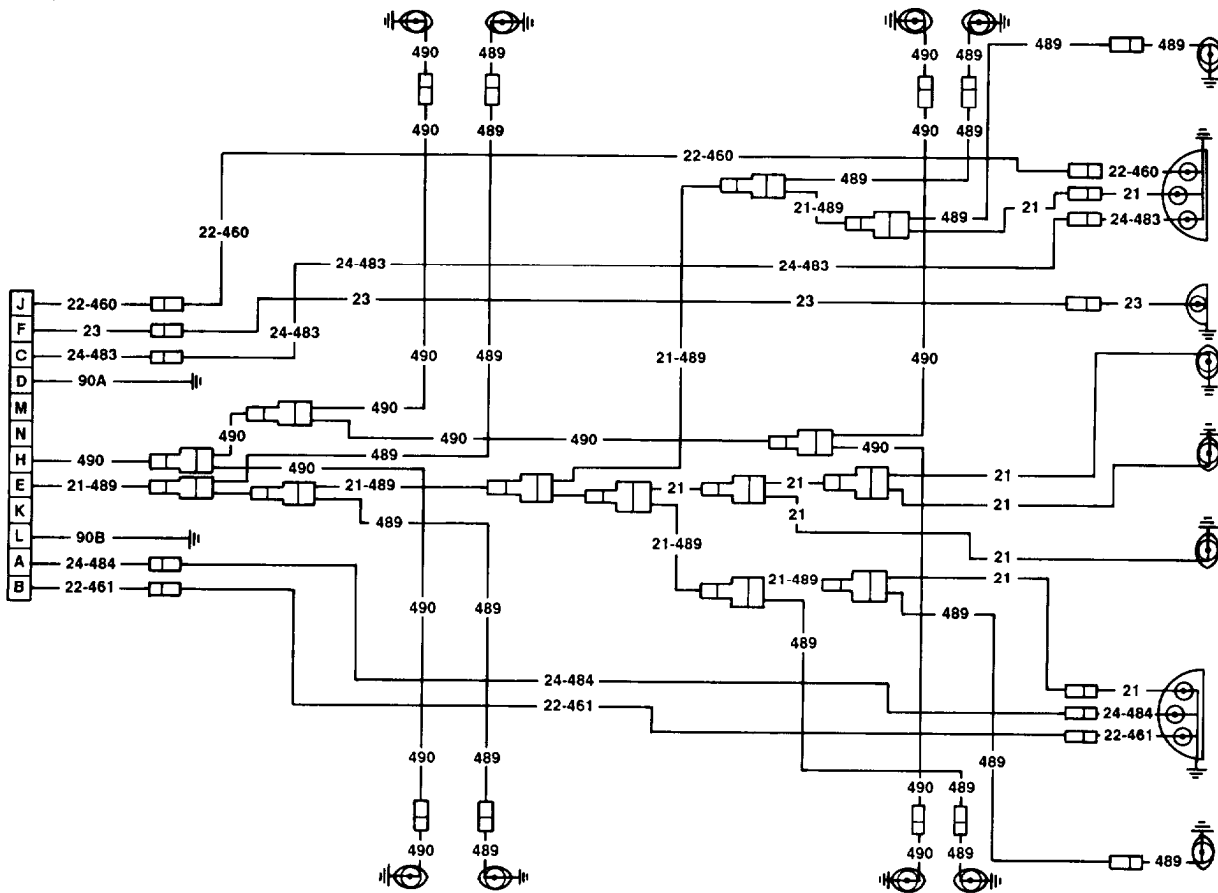 490 489 490 489 489 489
490 489 490 489
22-460 22-460
489 21
21-489 489 21 24-483
22-460
24-483 24-483
J 22-460 23 23 23
F 23 24-483
C 24-483 490 489 21-489 490
D 90A
M 490
N 490 490 490 490
H 490 490 489
E 21-489 21-489 21 21 21
K 489 21 21
L 90B 21-489 21
A 24-484 21-489 21
B 22-461 490 489 489
489
24-484 21
22-461 24-484
22-461
490 489 489
490 489
490 489 490 489 489